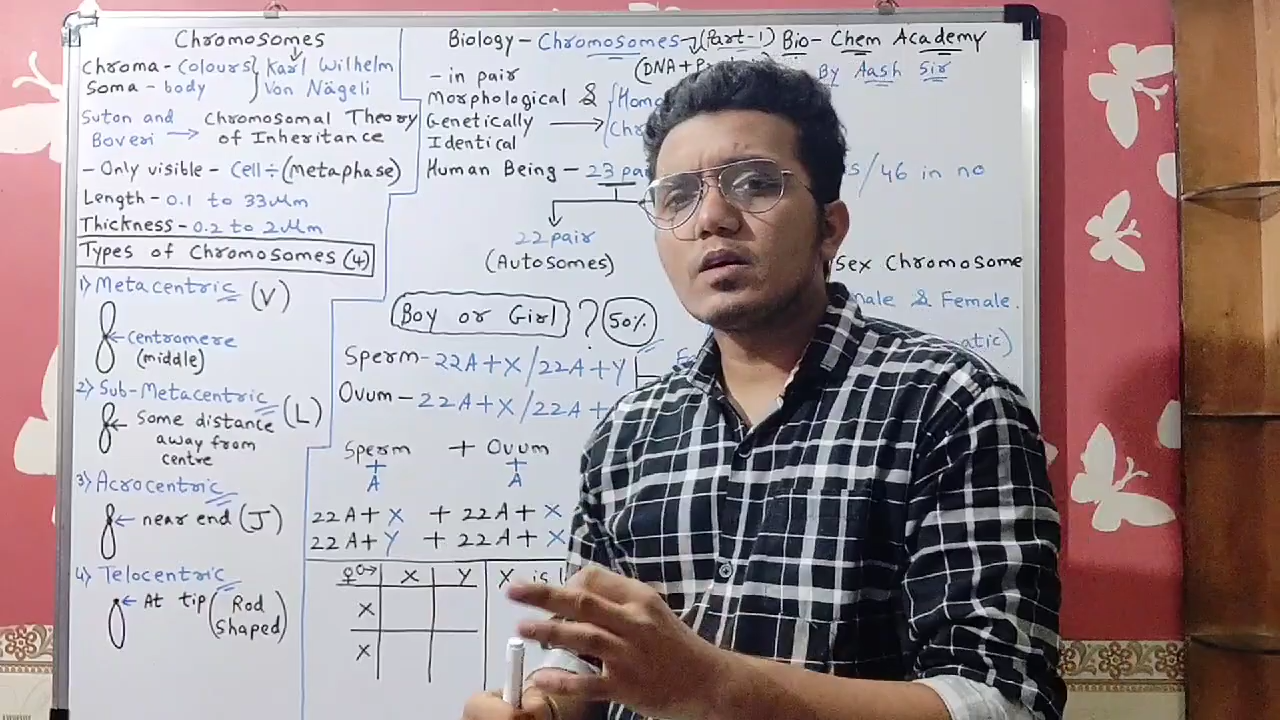 Chromosomes
Chroma - Colours } Karl Wilhelm
Soma - body } Von Nägeli
Suton and
Boveri → Chromosomal Theory of Inheritance
- Only visible - Cell ÷ (metaphase)
Length - 0.1 to 33μm
Thickness - 0.2 to 2μm
Types of Chromosomes (4)
1) Metacentric (V)
centromere
(middle)
2) Sub-Metacentric (L)
Some distance
away from
centre
3) Acrocentric
near end (J)
4) Telocentric
At tip (Rod
Shaped)
Biology - Chromosomes (Part-1) Bio-Chem Academy
(DNA+
By Aash Sir
- in pair
Morphological &
Genetically →
Identical
Human Being - 23 /46 in no
22 pair
(Autosomes)
Sex Chromosome
male & Female.
Boy or Girl ? 50%
Sperm - 22A+X/22A+Y
Ovum - 22A+X/22A+
Sperm + Ovum
A A
22A+X + 22A+X
22A+Y + 22A+X
♀ ♂→ X Y
X
X
X is